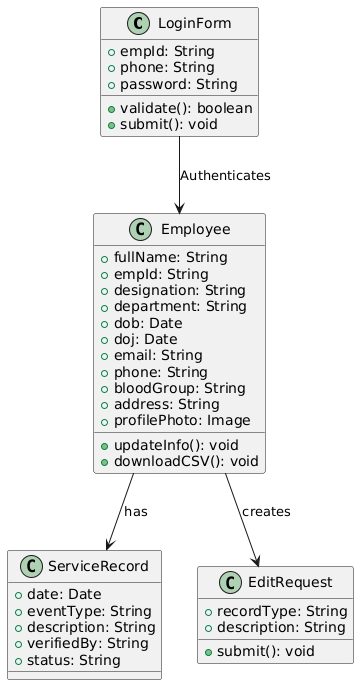 C LoginForm
empId: String
phone: String
password: String
validate(): boolean
submit(): void
Authenticates
C Employee
fullName: String
empId: String
designation: String
department: String
dob: Date
doj: Date
email: String
phone: String
bloodGroup: String
address: String
profilePhoto: Image
updateInfo(): void
downloadCSV(): void
has
creates
C ServiceRecord
date: Date
eventType: String
description: String
verifiedBy: String
status: String
C EditRequest
recordType: String
description: String
submit(): void